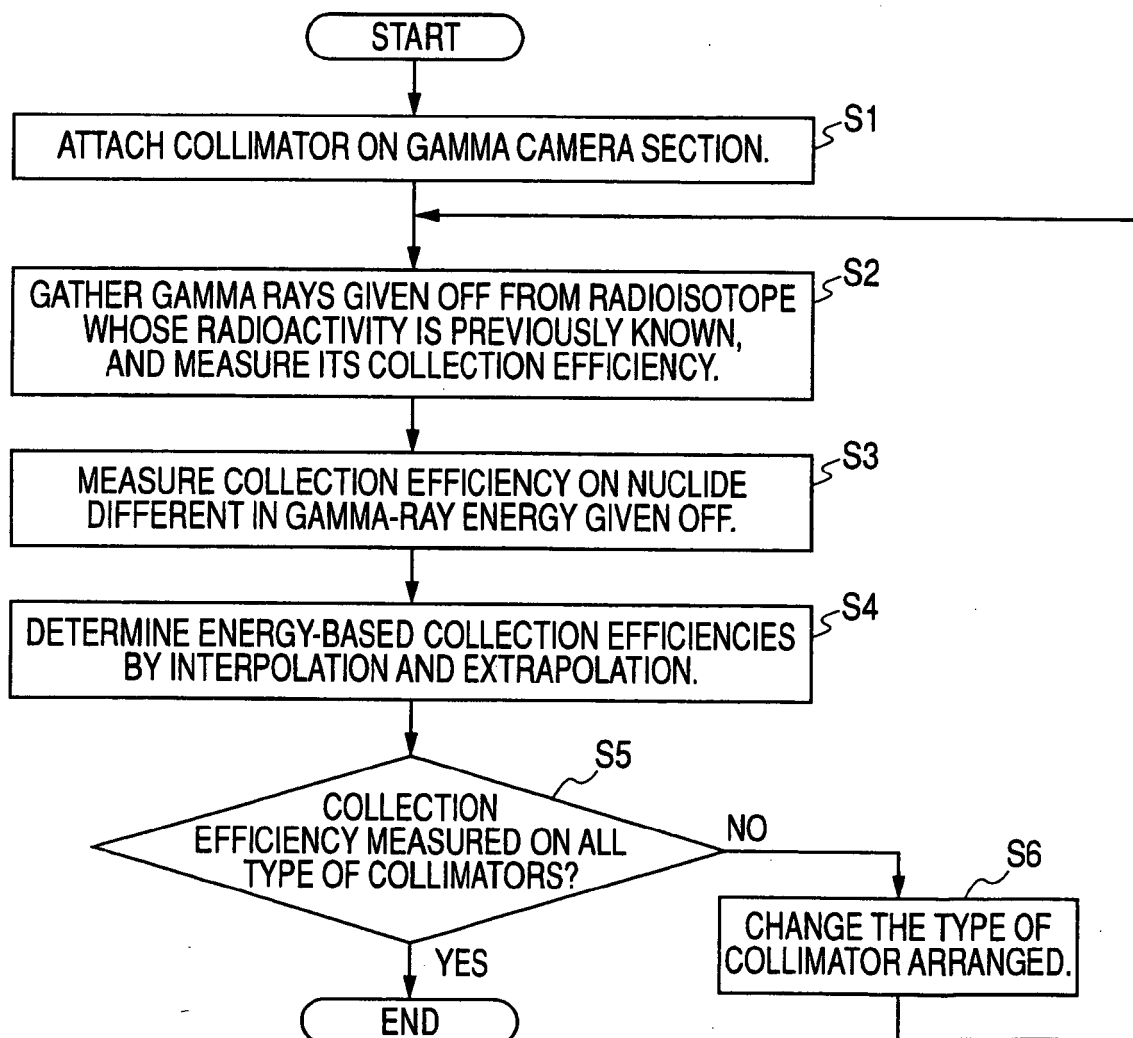 START
S1
ATTACH COLLIMATOR ON GAMMA CAMERA SECTION.
S2
GATHER GAMMA RAYS GIVEN OFF FROM RADIOISOTOPE
WHOSE RADIOACTIVITY IS PREVIOUSLY KNOWN,
AND MEASURE ITS COLLECTION EFFICIENCY.
S3
MEASURE COLLECTION EFFICIENCY ON NUCLIDE
DIFFERENT IN GAMMA-RAY ENERGY GIVEN OFF.
S4
DETERMINE ENERGY-BASED COLLECTION EFFICIENCIES
BY INTERPOLATION AND EXTRAPOLATION.
S5
COLLECTION
EFFICIENCY MEASURED ON ALL
TYPE OF COLLIMATORS?
NO
S6
CHANGE THE TYPE OF
COLLIMATOR ARRANGED.
YES
END